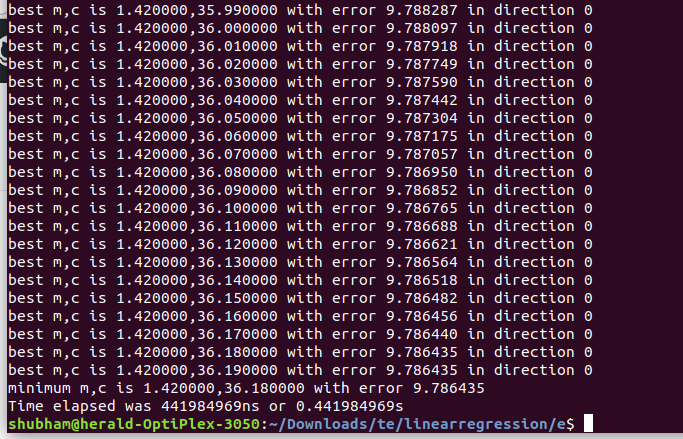 best m,c is 1.420000,35.990000 with error 9.788287 in direction 0
best m,c is 1.420000,36.000000 with error 9.788097 in direction 0
best m,c is 1.420000,36.010000 with error 9.787918 in direction 0
best m,c is 1.420000,36.020000 with error 9.787749 in direction 0
best m,c is 1.420000,36.030000 with error 9.787590 in direction 0
best m,c is 1.420000,36.040000 with error 9.787442 in direction 0
best m,c is 1.420000,36.050000 with error 9.787304 in direction 0
best m,c is 1.420000,36.060000 with error 9.787175 in direction 0
best m,c is 1.420000,36.070000 with error 9.787057 in direction 0
best m,c is 1.420000,36.080000 with error 9.786950 in direction 0
best m,c is 1.420000,36.090000 with error 9.786852 in direction 0
best m,c is 1.420000,36.100000 with error 9.786765 in direction 0
best m,c is 1.420000,36.110000 with error 9.786688 in direction 0
best m,c is 1.420000,36.120000 with error 9.786621 in direction 0
best m,c is 1.420000,36.130000 with error 9.786564 in direction 0
best m,c is 1.420000,36.140000 with error 9.786518 in direction 0
best m,c is 1.420000,36.150000 with error 9.786482 in direction 0
best m,c is 1.420000,36.160000 with error 9.786456 in direction 0
best m,c is 1.420000,36.170000 with error 9.786440 in direction 0
best m,c is 1.420000,36.180000 with error 9.786435 in direction 0
best m,c is 1.420000,36.190000 with error 9.786435 in direction 0
minimum m,c is 1.420000,36.180000 with error 9.786435
Time elapsed was 441984969ns or 0.441984969s
shubham@herald-OptiPlex-3050:~/Downloads/te/linearregression/e$